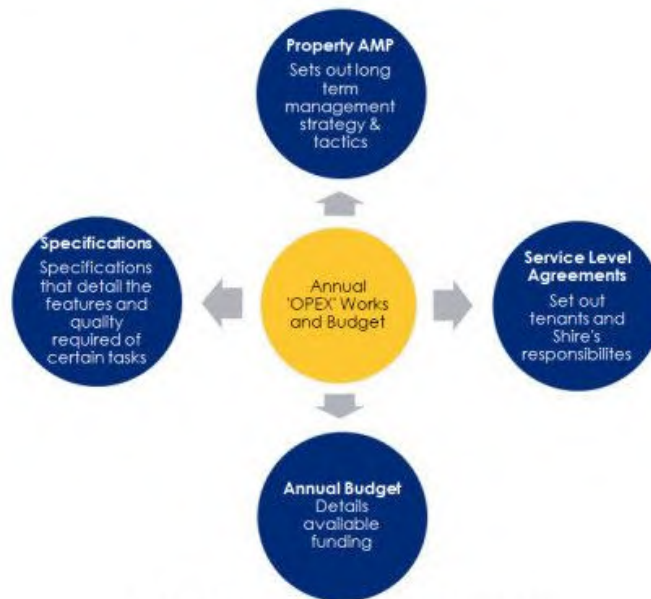 Property AMP
Sets out long
term
management
strategy &
tactics
Specifications
Specifications
that detail the
features and
quality
required of
certain tasks
Annual
'OPEX' Works
and Budget
Service Level
Agreements
Set out
tenants and
Shire's
responsibilites
Annual Budget
Details
available
funding